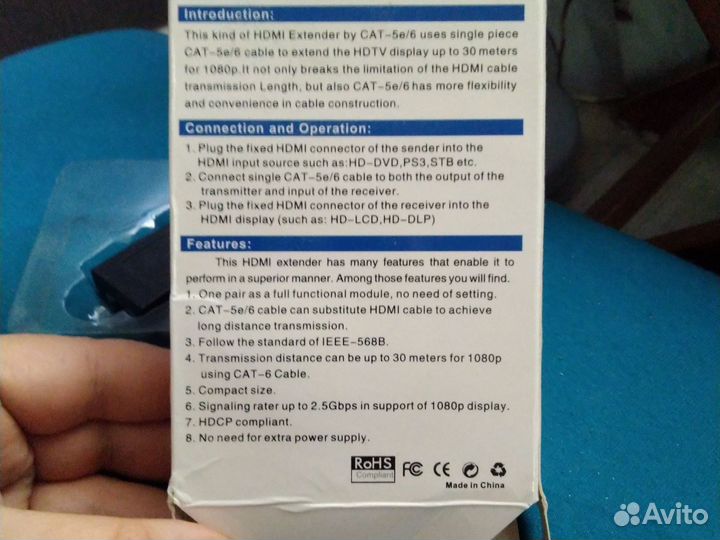 Introduction:
This kind of HDMI Extender by CAT-5e/6 uses single piece
CAT-5e/6 cable to extend the HDTV display up to 30 meters
for 1080p.It not only breaks the limitation of the HDMI cable
transmission Length, but also CAT-5e/6 has more flexibility
and convenience in cable construction.
Connection and Operation:
1. Plug the fixed HDMI connector of the sender into the
HDMI input source such as:HD-DVD,PS3,STB etc.
2. Connect single CAT-5e/6 cable to both the output of the
transmitter and input of the receiver.
3. Plug the fixed HDMI connector of the receiver into the
HDMI display (such as: HD-LCD,HD-DLP)
Features:
This HDMI extender has many features that enable it to
perform in a superior manner. Among those features you will find.
1. One pair as a full functional module, no need of setting.
2. CAT-5e/6 cable can substitute HDMI cable to achieve
long distance transmission.
3. Follow the standard of IEEE-568B.
4. Transmission distance can be up to 30 meters for 1080p
using CAT-6 Cable.
5. Compact size.
6. Signaling rater up to 2.5Gbps in support of 1080p display.
7. HDCP compliant.
8. No need for extra power supply.
RoHS FC CE
Compliant
Made in China
Avito